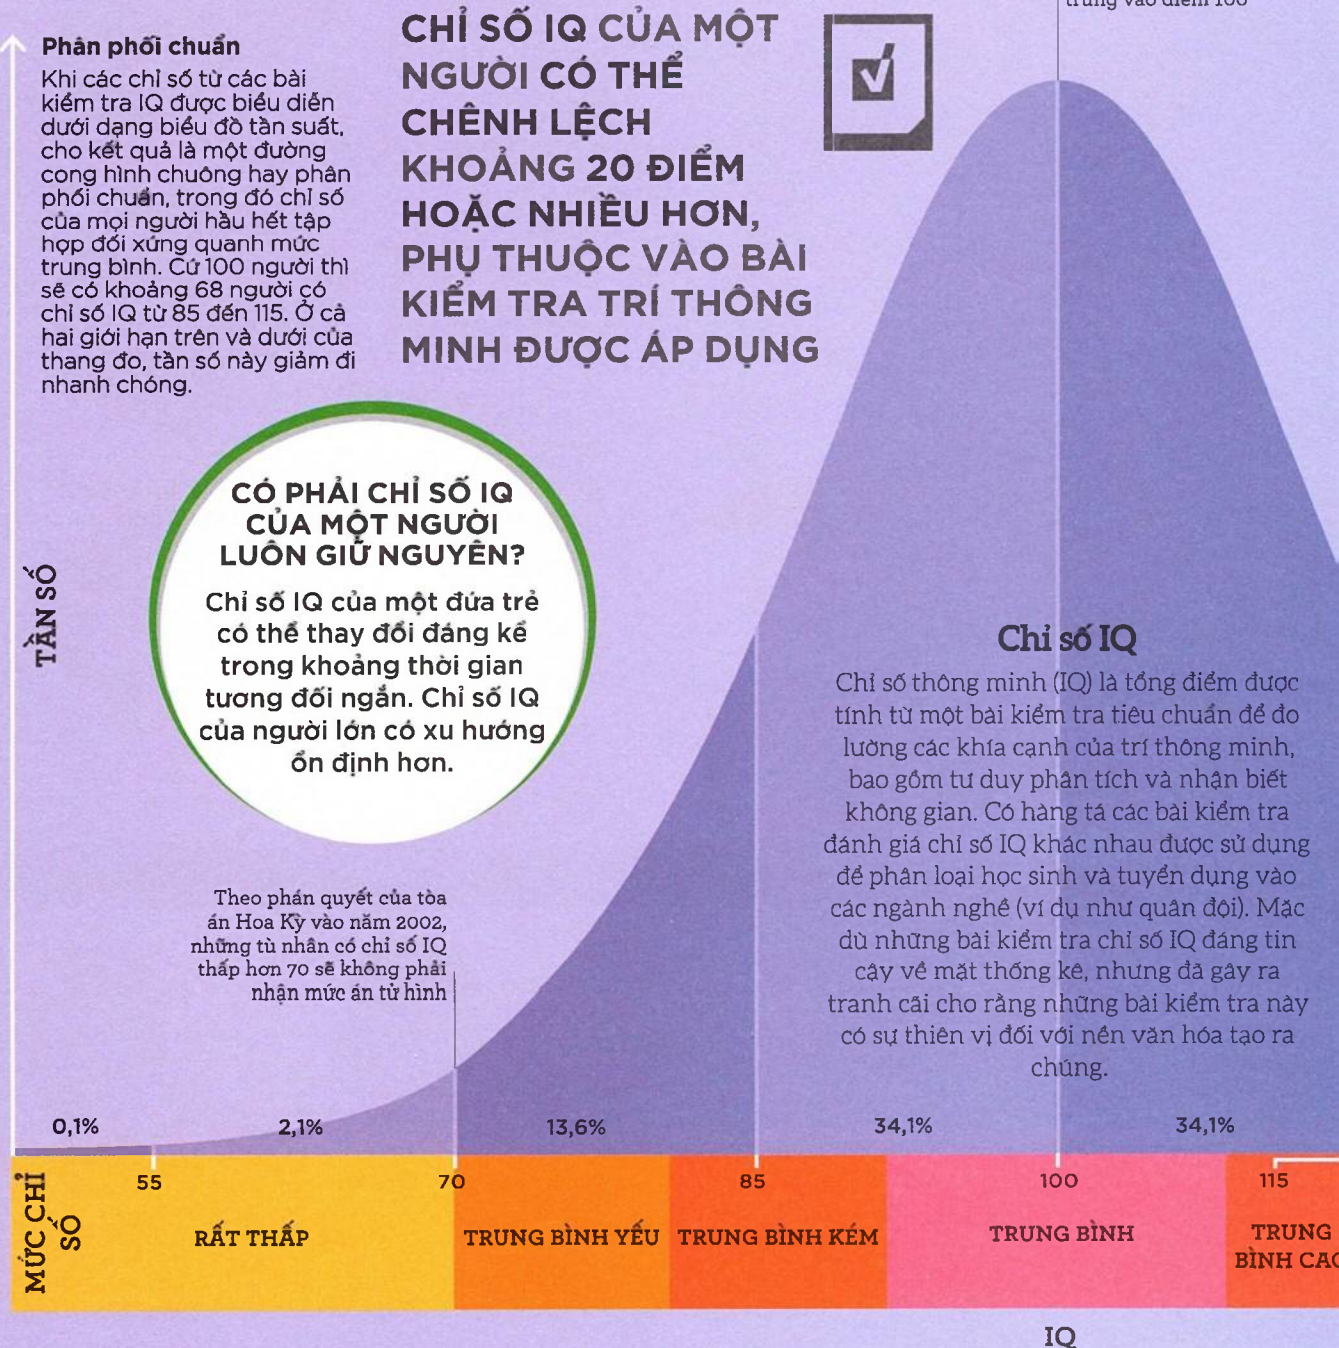 trung vào điểm 100
Phân phối chuẩn
Khi các chỉ số từ các bài
kiểm tra IQ được biểu diễn
dưới dạng biểu đồ tần suất,
cho kết quả là một đường
cong hình chuông hay phân
phối chuẩn, trong đó chỉ số
của mọi người hầu hết tập
hợp đối xứng quanh mức
trung bình. Cứ 100 người thì
sẽ có khoảng 68 người có
chỉ số IQ từ 85 đến 115. Ở cả
hai giới hạn trên và dưới của
thang đo, tần số này giảm đi
nhanh chóng.
CHỈ SỐ IQ CỦA MỘT
NGƯỜI CÓ THỂ
CHÊNH LỆCH
KHOẢNG 20 ĐIỂM
HOẶC NHIỀU HƠN,
PHỤ THUỘC VÀO BÀI
KIỂM TRA TRÍ THÔNG
MINH ĐƯỢC ÁP DỤNG
CÓ PHẢI CHỈ SỐ IQ
CỦA MỘT NGƯỜI
LUÔN GIỮ NGUYÊN?
Chỉ số IQ của một đứa trẻ
có thể thay đổi đáng kể
trong khoảng thời gian
tương đối ngắn. Chỉ số IQ
của người lớn có xu hướng
ổn định hơn.
TẦN SỐ
Chỉ số IQ
Chỉ số thông minh (IQ) là tổng điểm được
tính từ một bài kiểm tra tiêu chuẩn để đo
lường các khía cạnh của trí thông minh,
bao gồm tư duy phân tích và nhận biết
không gian. Có hàng tá các bài kiểm tra
đánh giá chỉ số IQ khác nhau được sử dụng
để phân loại học sinh và tuyển dụng vào
các ngành nghề (ví dụ như quân đội). Mặc
dù những bài kiểm tra chỉ số IQ đáng tin
cậy về mặt thống kê, nhưng đã gây ra
tranh cãi cho rằng những bài kiểm tra này
có sự thiên vị đối với nền văn hóa tạo ra
chúng.
Theo phán quyết của tòa
án Hoa Kỳ vào năm 2002,
những tù nhân có chỉ số IQ
thấp hơn 70 sẽ không phải
nhận mức án tử hình
0,1% 2,1% 13,6% 34,1% 34,1%
55 70 85 100 115
MỨC CHỈ
SỐ
RẤT THẤP TRUNG BÌNH YẾU TRUNG BÌNH KÉM TRUNG BÌNH TRUNG
BÌNH CAO
IQ